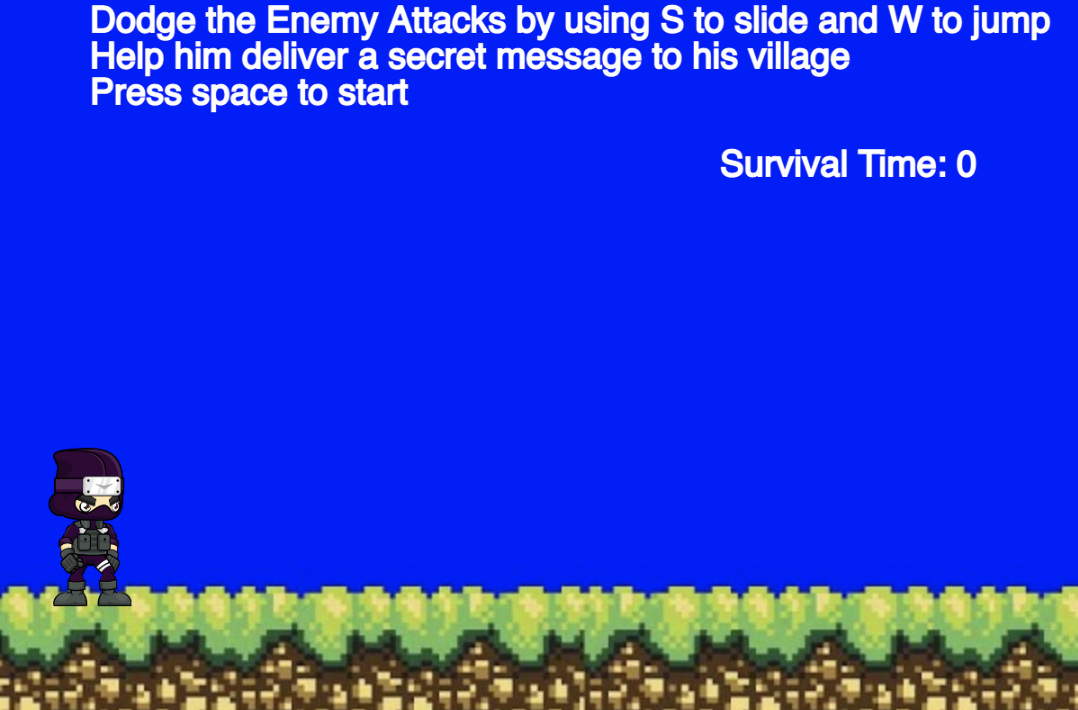 Dodge the Enemy Attacks by using S to slide and W to jump
Help him deliver a secret message to his village
Press space to start
Survival Time: 0